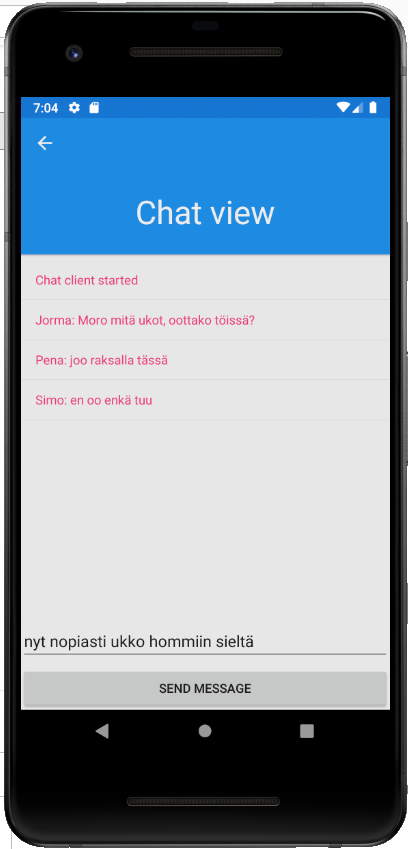 7:04
Chat view
Chat client started
Jorma: Moro mitä ukot, oottako töissä?
Pena: joo raksalla tässä
Simo: en oo enkä tuu
nyt nopiasti ukko hommiin sieltä
SEND MESSAGE